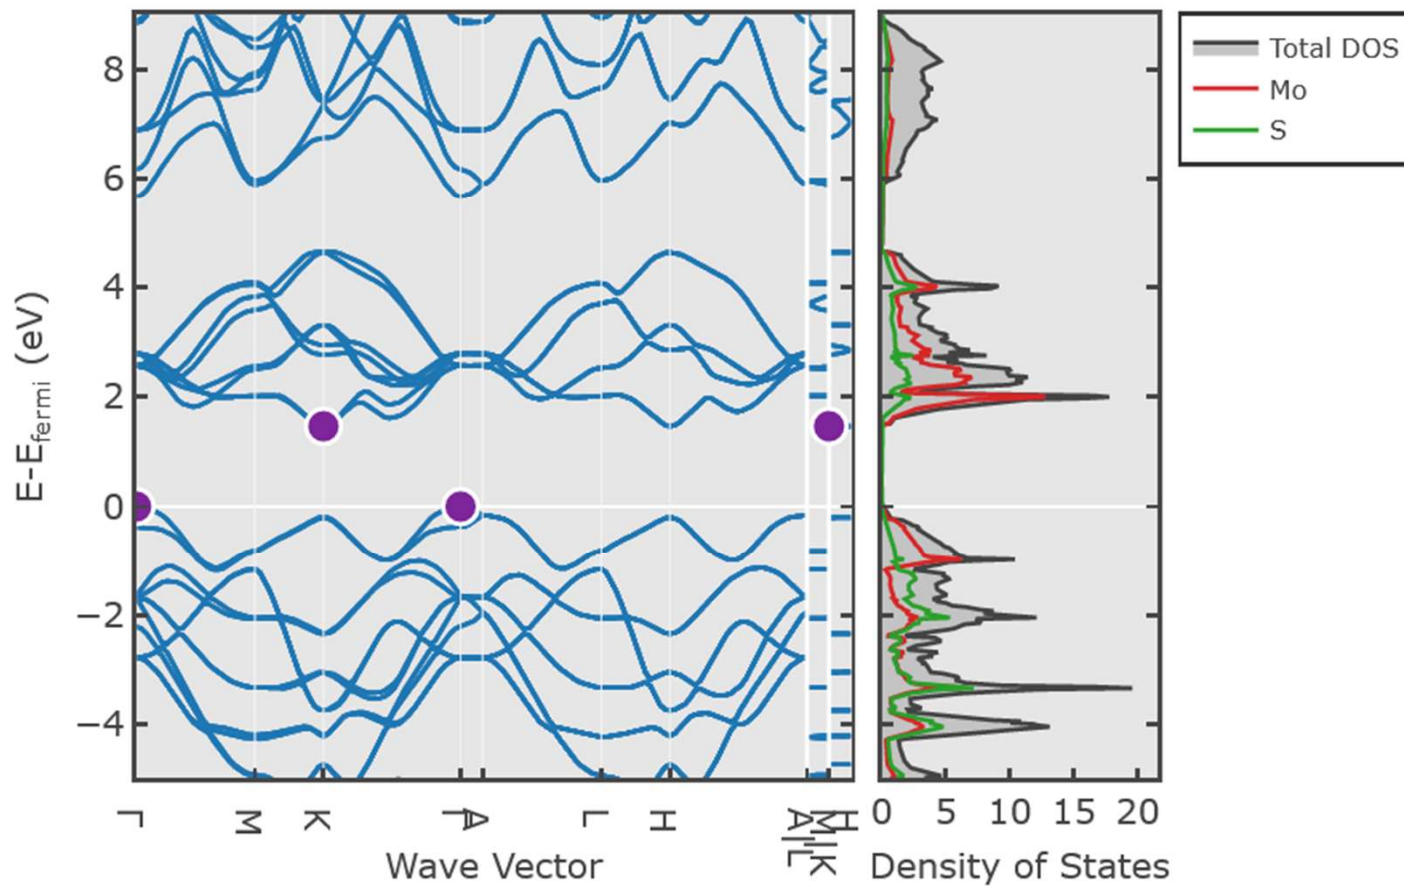 E-E_fermi (eV)
8
6
4
2
0
−2
−4
Γ
M
K
Γ
A
L
H
A|L
M|K
H
Wave Vector
0 5 10 15 20
Density of States
Total DOS
Mo
S